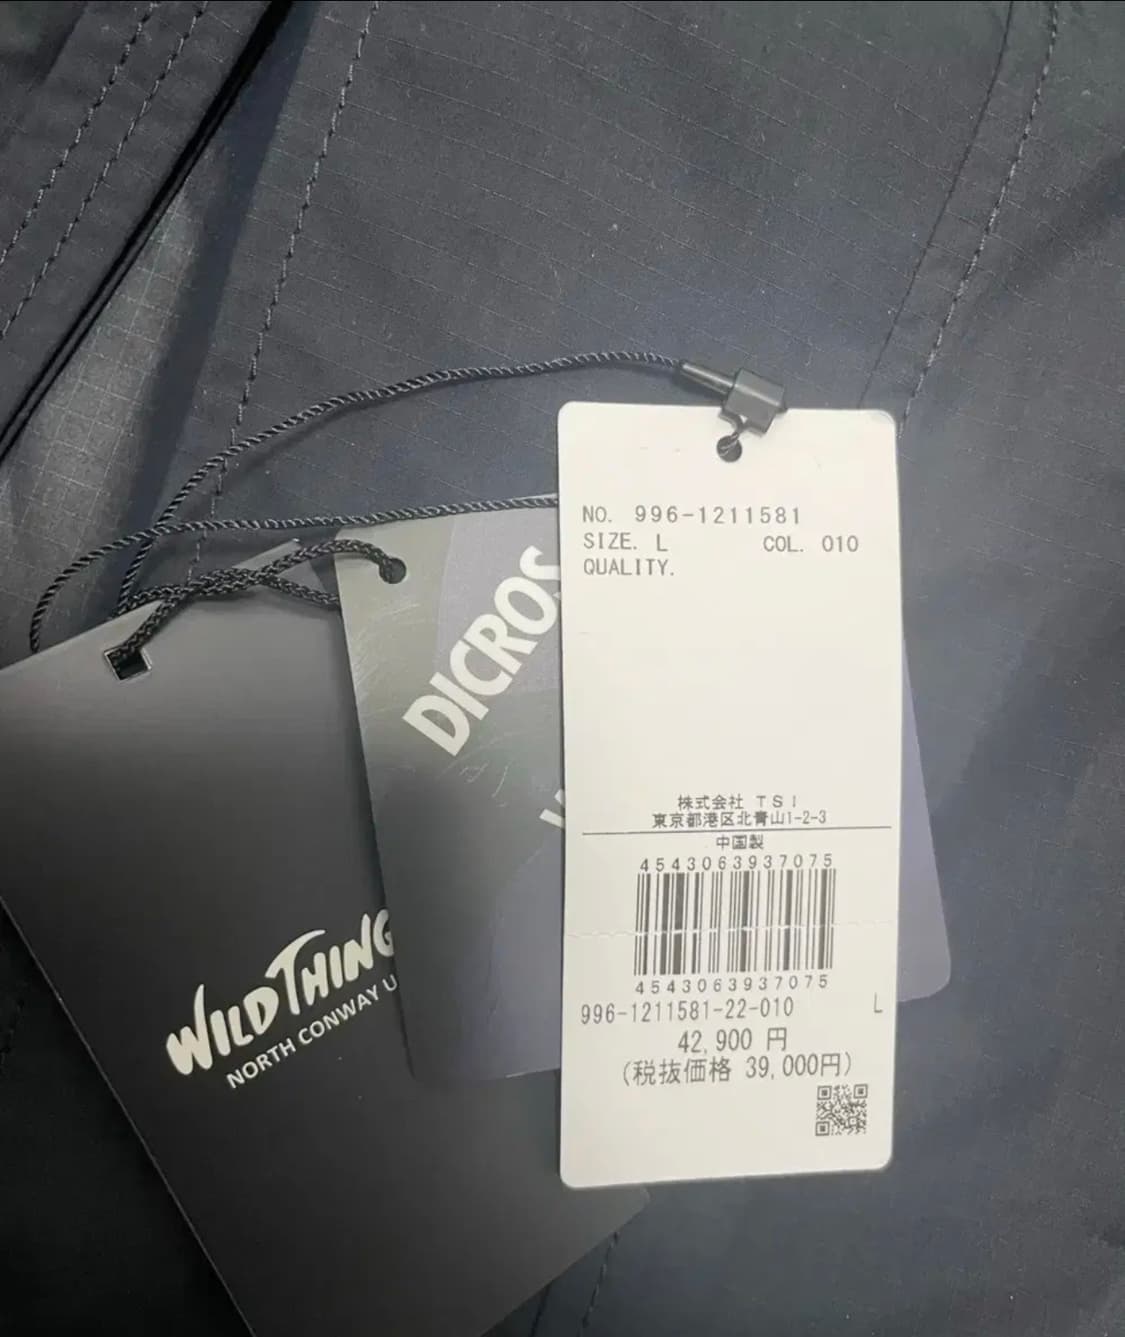 NO. 996-1211581
SIZE. L COL. 010
QUALITY.
株式会社 TSI
東京都港区北青山1-2-3
中国製
4543063937075
4543063937075
996-1211581-22-010 L
42,900 円
(税抜価格 39,000円)
DICROS
WILD THING
NORTH CONWAY U